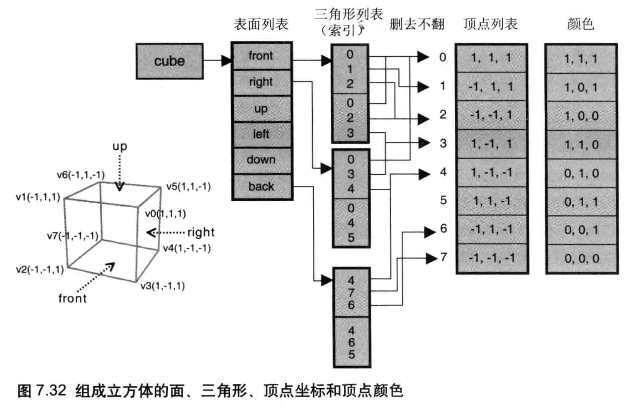 表面列表
三角形列表
(索引)
删去不翻
顶点列表
颜色
cube
front
right
up
left
down
back
0
1
2
0
2
3
0
3
4
0
4
5
4
7
6
4
6
5
0
1
2
3
4
5
6
7
1, 1, 1
-1, 1, 1
-1, -1, 1
1, -1, 1
1, -1, -1
1, 1, -1
-1, 1, -1
-1, -1, -1
1, 1, 1
1, 0, 1
1, 0, 0
1, 1, 0
0, 1, 0
0, 1, 1
0, 0, 1
0, 0, 0
up
v6(-1,1,-1)
v5(1,1,-1)
v1(-1,1,1)
v0(1,1,1)
right
v7(-1,-1,-1)
v4(1,-1,-1)
v2(-1,-1,1)
front
v3(1,-1,1)
图 7.32 组成立方体的面、三角形、顶点坐标和顶点颜色